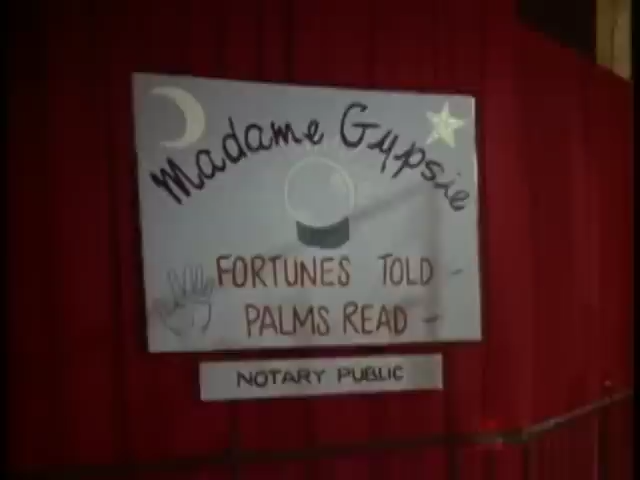 Madame Gypsie
FORTUNES TOLD -
PALMS READ -
NOTARY PUBLIC